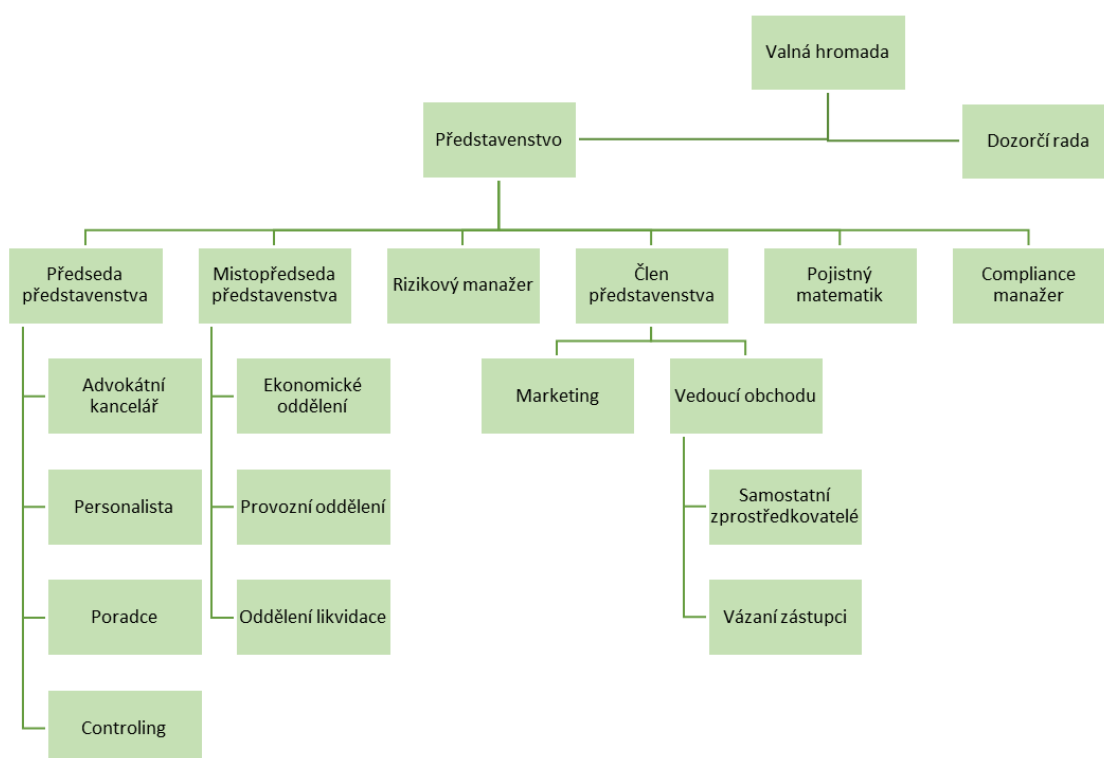 Valná hromada
Představenstvo
Dozorčí rada
Předseda
představenstva
Mistopředseda
představenstva
Rizikový manažer
Člen
představenstva
Pojistný
matematik
Compliance
manažer
Advokátní
kancelář
Ekonomické
oddělení
Marketing
Vedoucí obchodu
Personalista
Provozní oddělení
Samostatní
zprostředkovatelé
Poradce
Oddělení likvidace
Vázaní zástupci
Controling